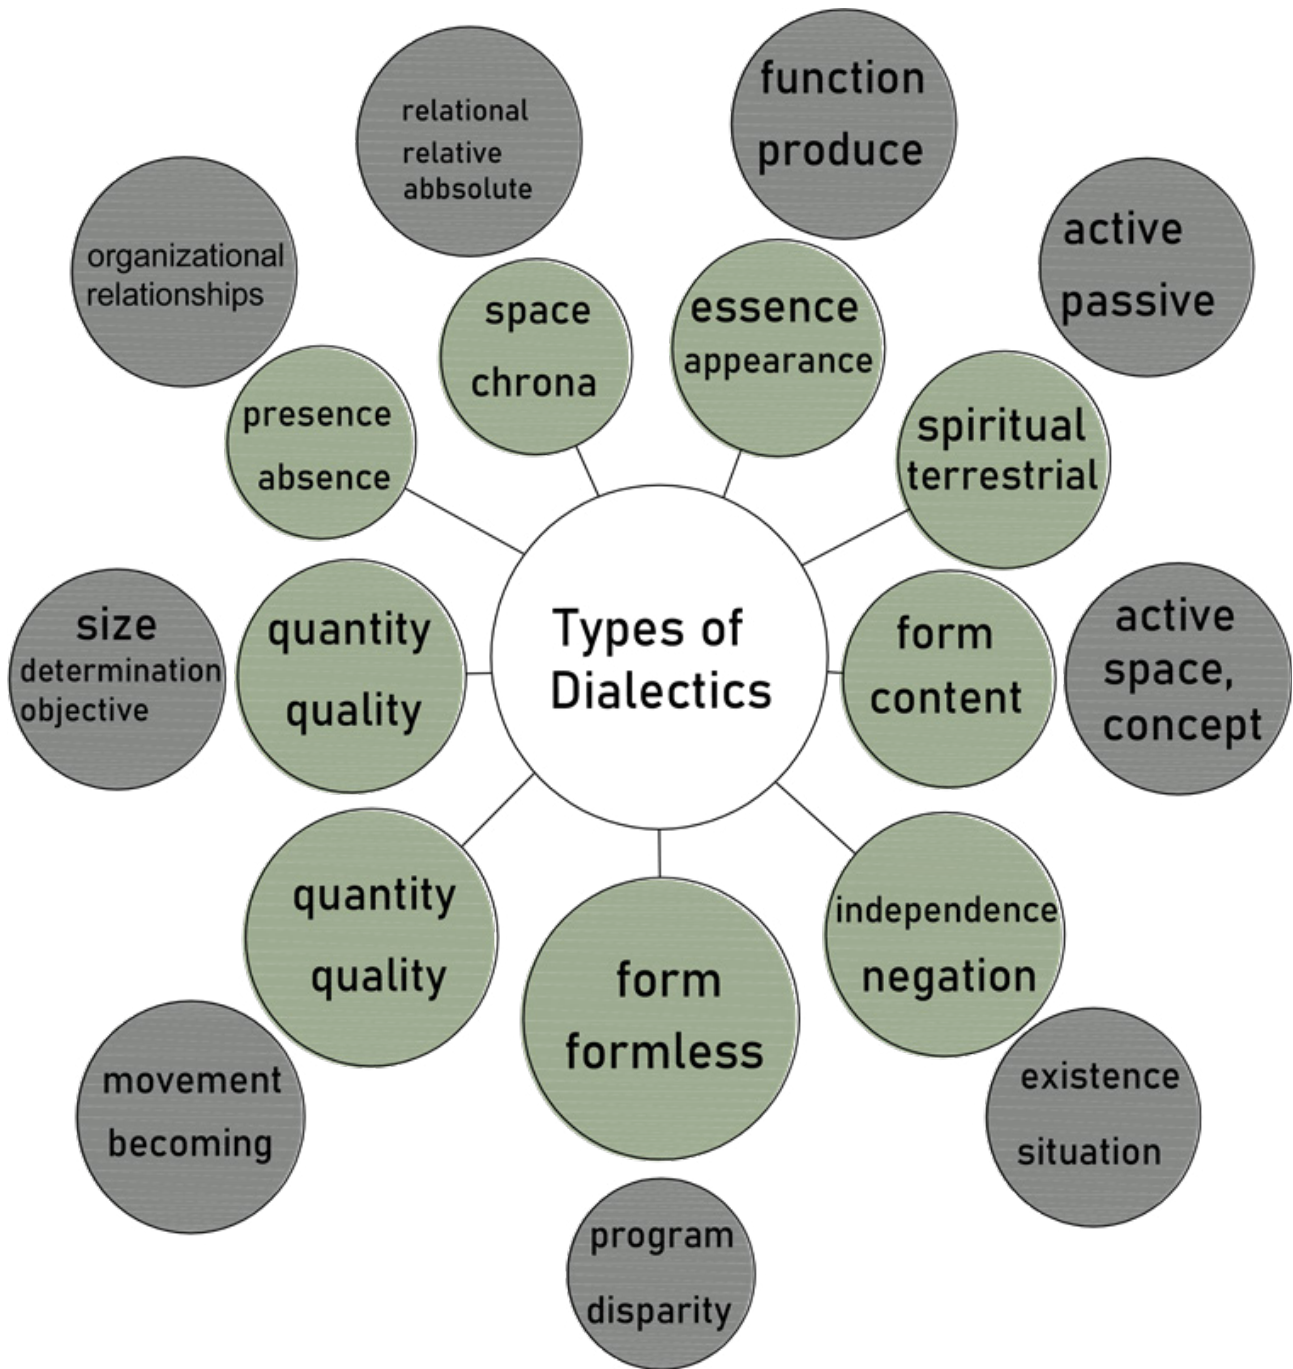 function
produce
relational
relative
abbsolute
active
passive
organizational
relationships
space
chrona
essence
appearance
presence
absence
spiritual
terrestrial
size
determination
objective
quantity
quality
Types of
Dialectics
form
content
active
space,
concept
quantity
quality
form
formless
independence
negation
movement
becoming
existence
situation
program
disparity